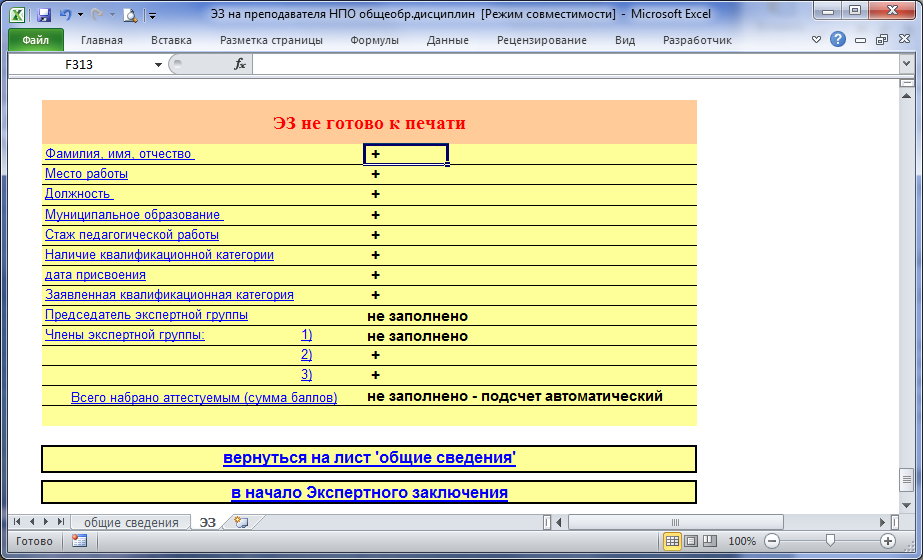 ЭЗ на преподавателя НПО общеобр.дисциплин [Режим совместимости] - Microsoft Excel
Файл Главная Вставка Разметка страницы Формулы Данные Рецензирование Вид Разработчик
F313 fx
ЭЗ не готово к печати
Фамилия, имя, отчество +
Место работы +
Должность +
Муниципальное образование +
Стаж педагогической работы +
Наличие квалификационной категории +
дата присвоения +
Заявленная квалификационная категория +
Председатель экспертной группы не заполнено
Члены экспертной группы: 1) не заполнено
2) +
3) +
Всего набрано аттестуемым (сумма баллов) не заполнено - подсчет автоматический
вернуться на лист 'общие сведения'
в начало Экспертного заключения
общие сведения ЭЗ
Готово 100%